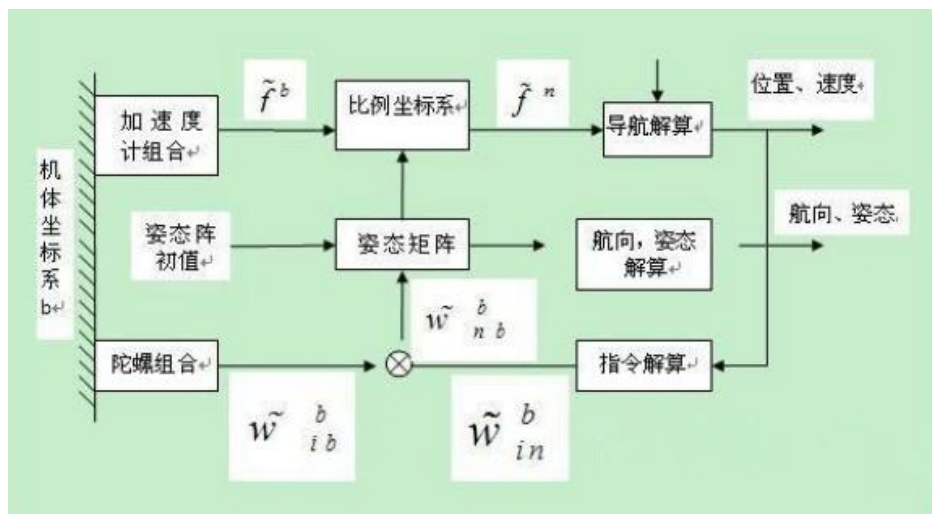 机体坐标系b↵
加速度
计组合↵
f̃ b
比例坐标系↵
f̃ n
导航解算↵
位置、速度↵
姿态阵
初值↵
姿态矩阵↵
航向，姿态
解算↵
航向、姿态
w̃ b n b
陀螺组合↵
指令解算↵
w̃ b i b
w̃ b in